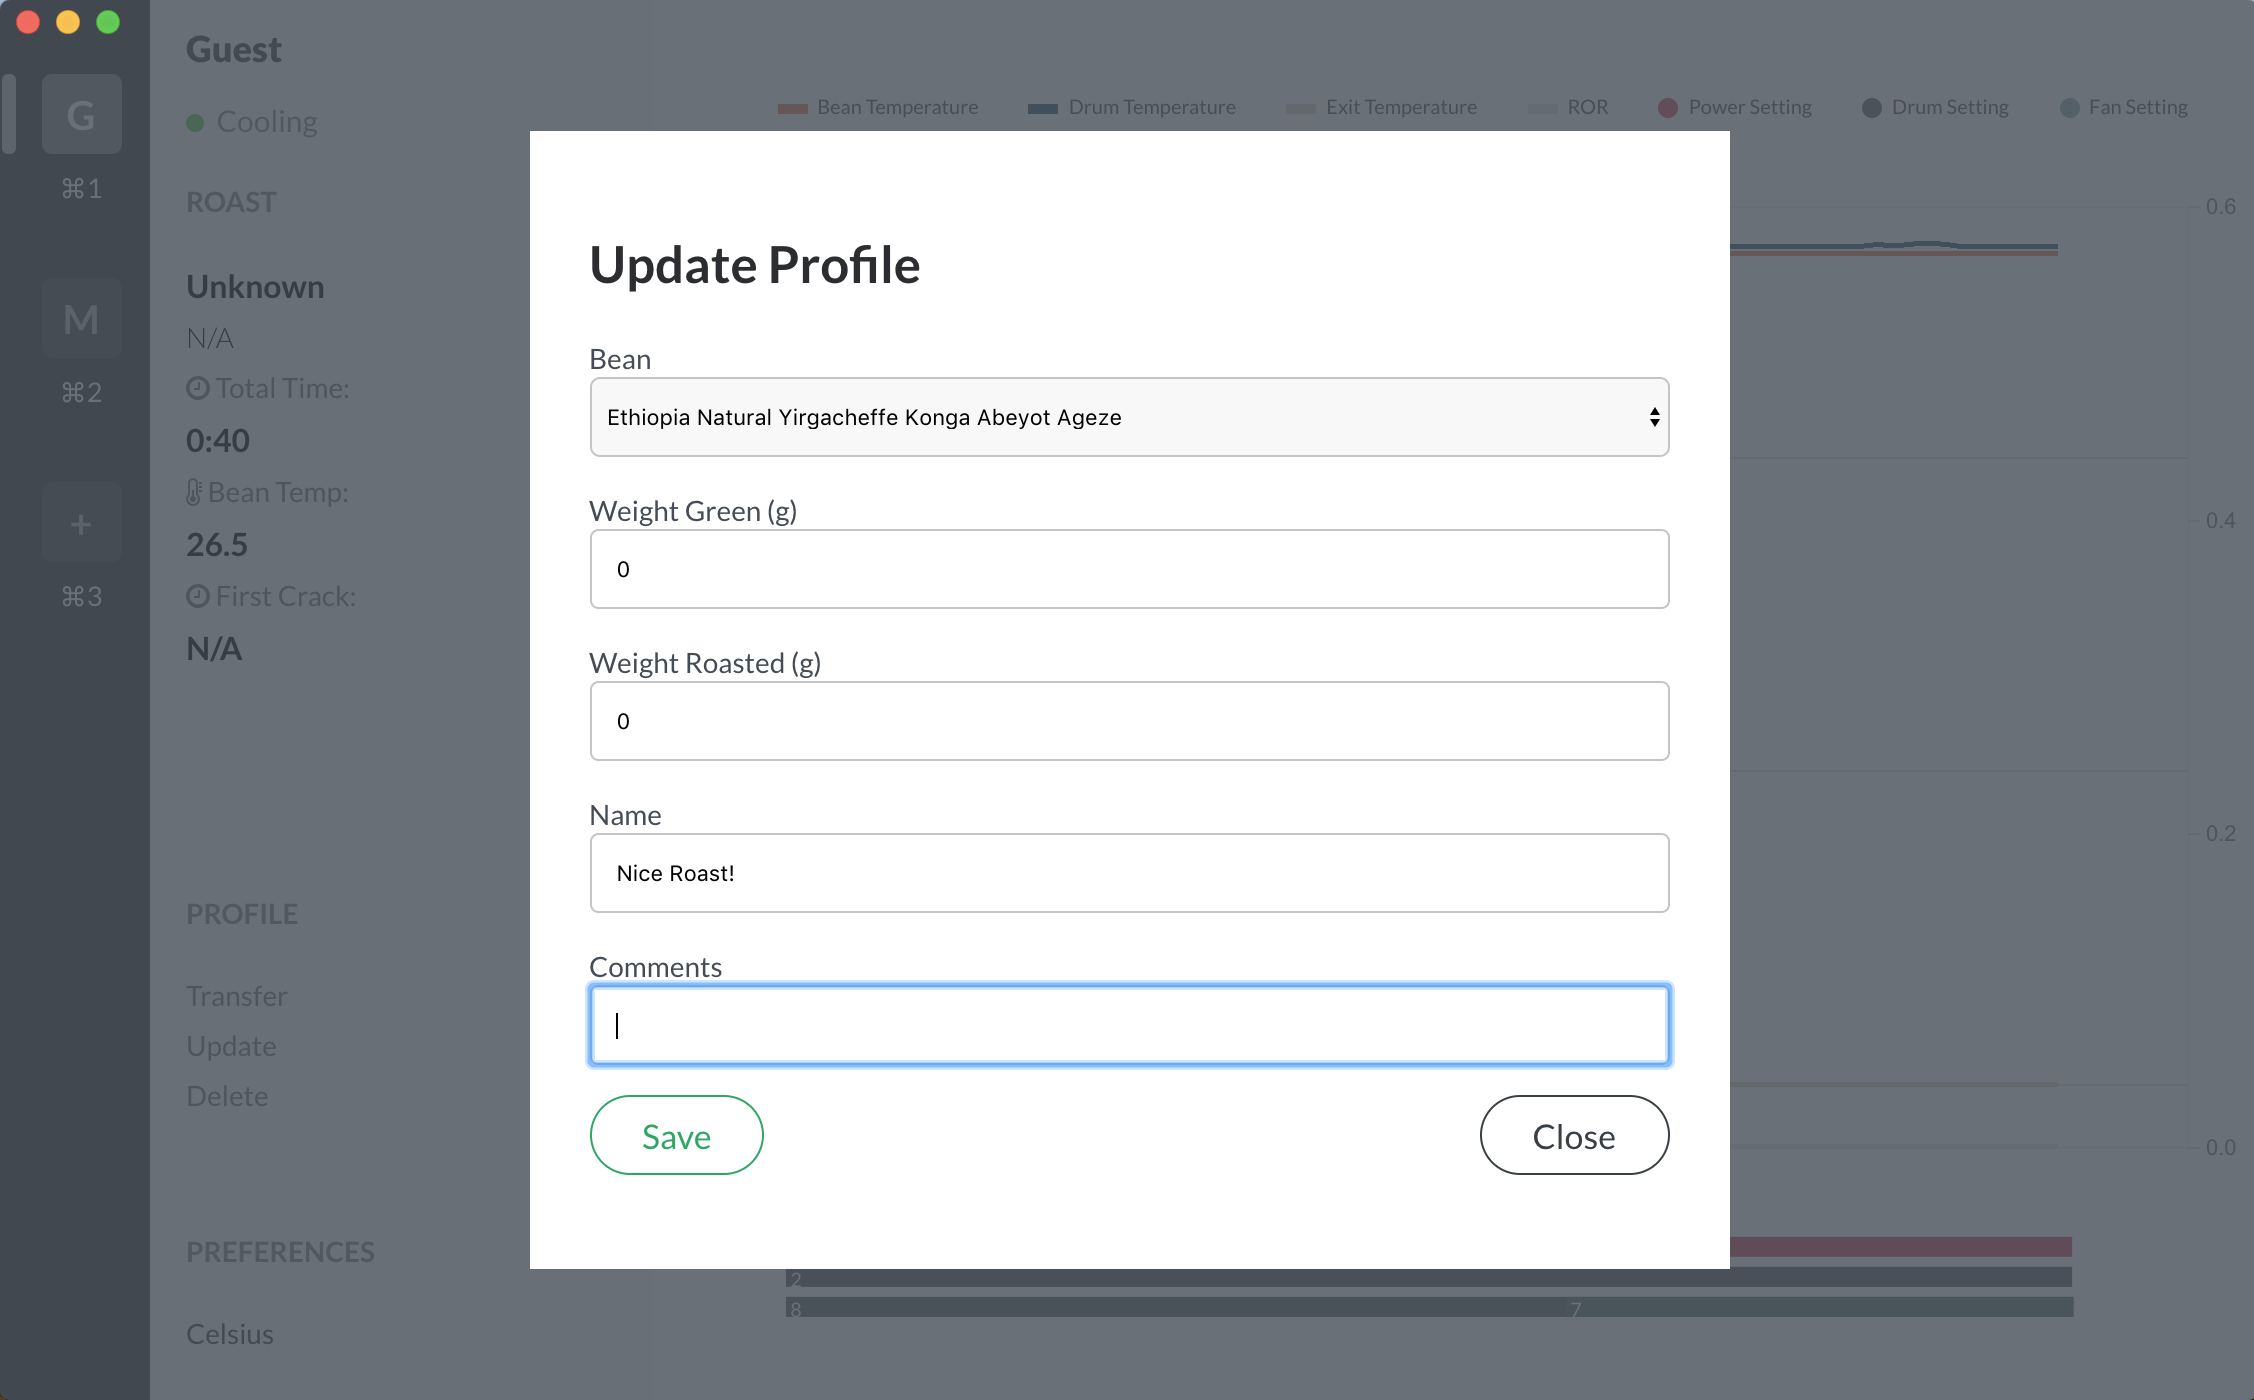 G
⌘1
M
⌘2
+
⌘3
Guest
Cooling
ROAST
Unknown
N/A
Total Time:
0:40
Bean Temp:
26.5
First Crack:
N/A
PROFILE
Transfer
Update
Delete
PREFERENCES
Celsius
Bean Temperature Drum Temperature Exit Temperature ROR Power Setting Drum Setting Fan Setting
Update Profile
Bean
Ethiopia Natural Yirgacheffe Konga Abeyot Ageze
Weight Green (g)
0
Weight Roasted (g)
0
Name
Nice Roast!
Comments
Save Close
0.6
0.4
0.2
0.0
2
8 7